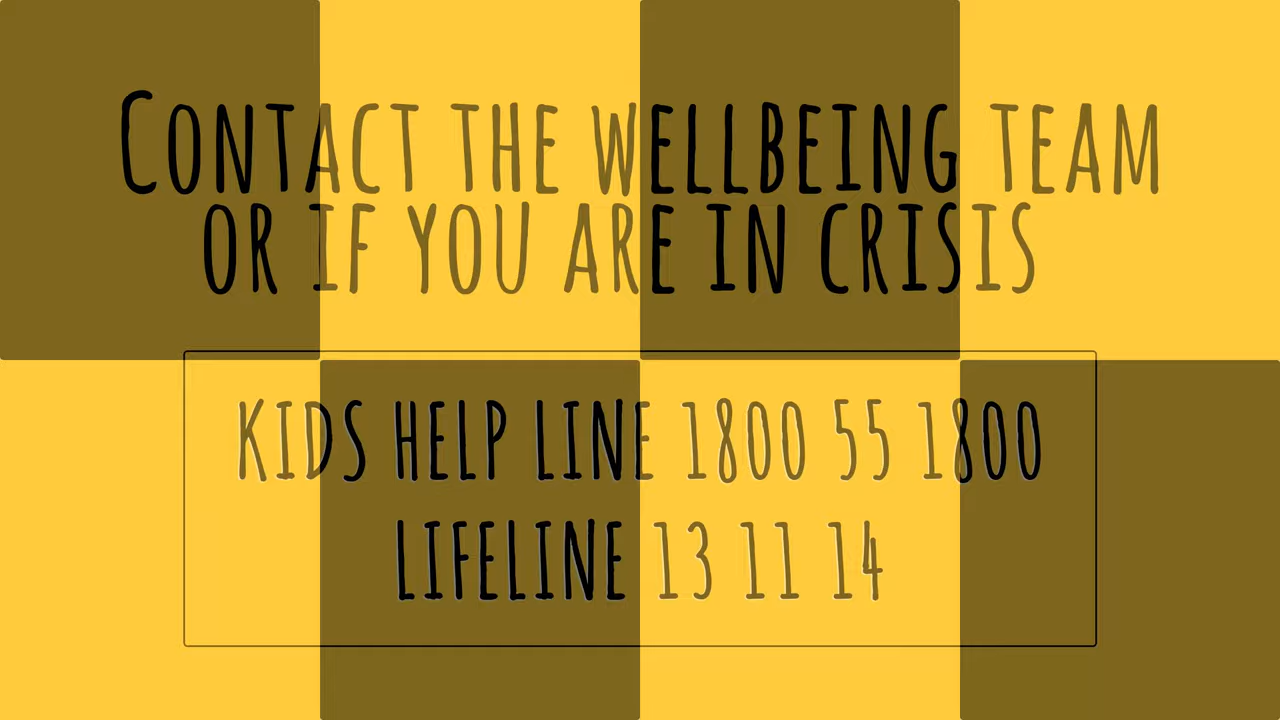 Contact the wellbeing team
or if you are in crisis
Kids Help Line 1800 55 1800
Lifeline 13 11 14